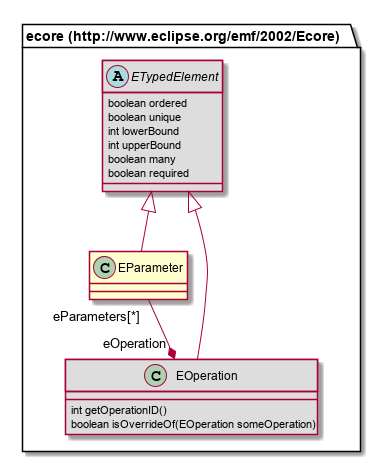 ecore (http://www.eclipse.org/emf/2002/Ecore)
A ETypedElement
boolean ordered
boolean unique
int lowerBound
int upperBound
boolean many
boolean required
C EParameter
eParameters[*]
eOperation
C EOperation
int getOperationID()
boolean isOverrideOf(EOperation someOperation)